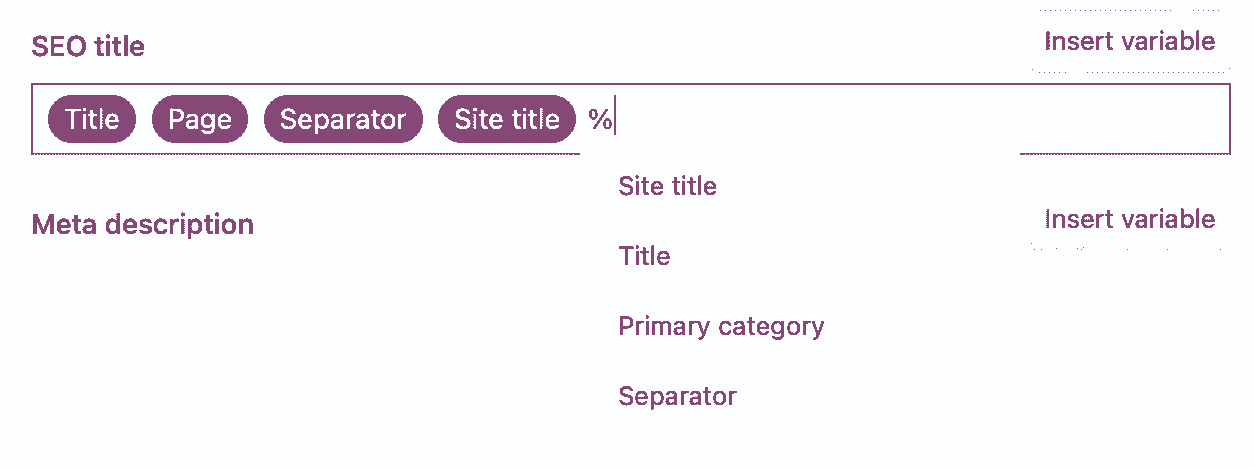 SEO title
Insert variable
Title Page Separator Site title %
Site title
Meta description
Insert variable
Title
Primary category
Separator